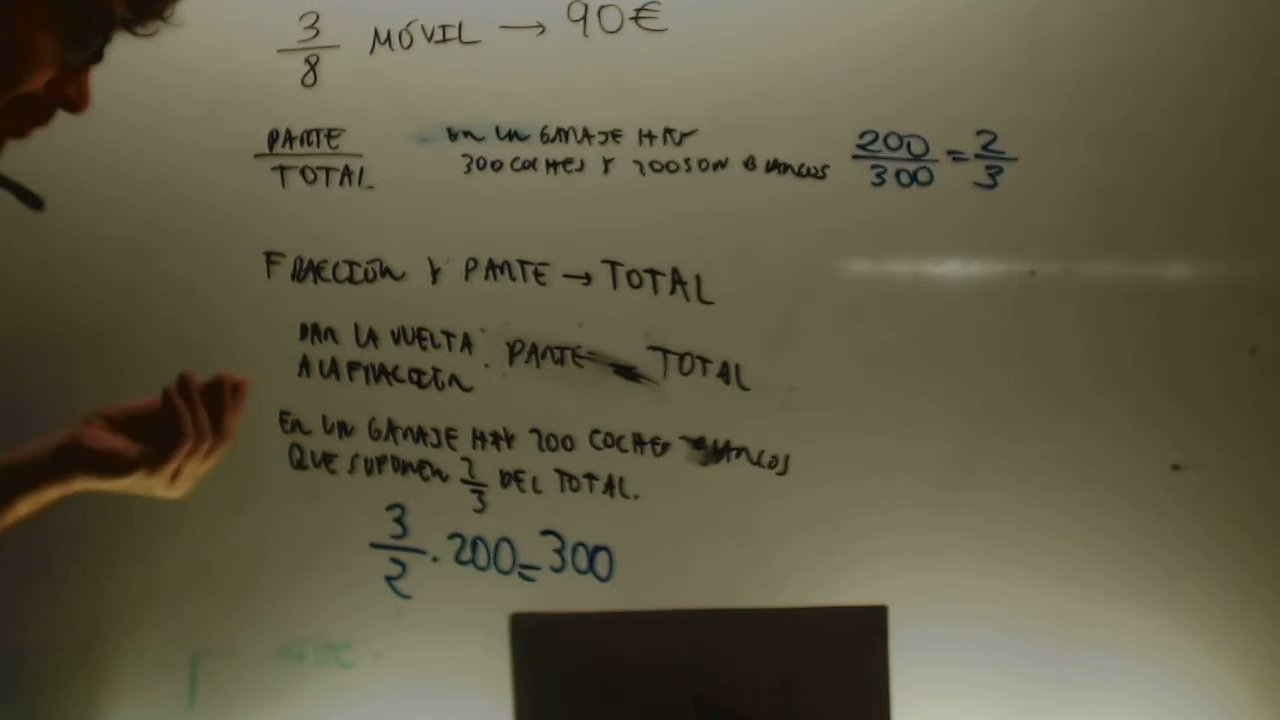 3/8 MÓVIL → 90€
PARTE/TOTAL
EN UN GARAJE HAY
300 COCHES Y 200 SON BLANCOS
200/300 = 2/3
FRACCIÓN Y PARTE → TOTAL
DAR LA VUELTA
A LA FRACCIÓN : PARTE TOTAL
EN UN GARAJE HAY 200 COCHES BLANCOS
QUE SUPONEN 2/3 DEL TOTAL.
3/2 · 200 = 300